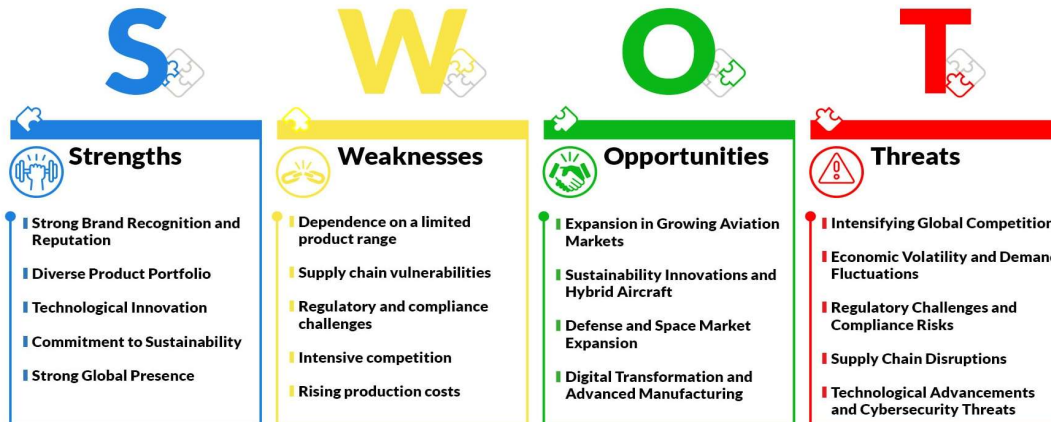 S
W
O
T
Strengths
Strong Brand Recognition and
Reputation
Diverse Product Portfolio
Technological Innovation
Commitment to Sustainability
Strong Global Presence
Weaknesses
Dependence on a limited
product range
Supply chain vulnerabilities
Regulatory and compliance
challenges
Intensive competition
Rising production costs
Opportunities
Expansion in Growing Aviation
Markets
Sustainability Innovations and
Hybrid Aircraft
Defense and Space Market
Expansion
Digital Transformation and
Advanced Manufacturing
Threats
Intensifying Global Competition
Economic Volatility and Demand
Fluctuations
Regulatory Challenges and
Compliance Risks
Supply Chain Disruptions
Technological Advancements
and Cybersecurity Threats